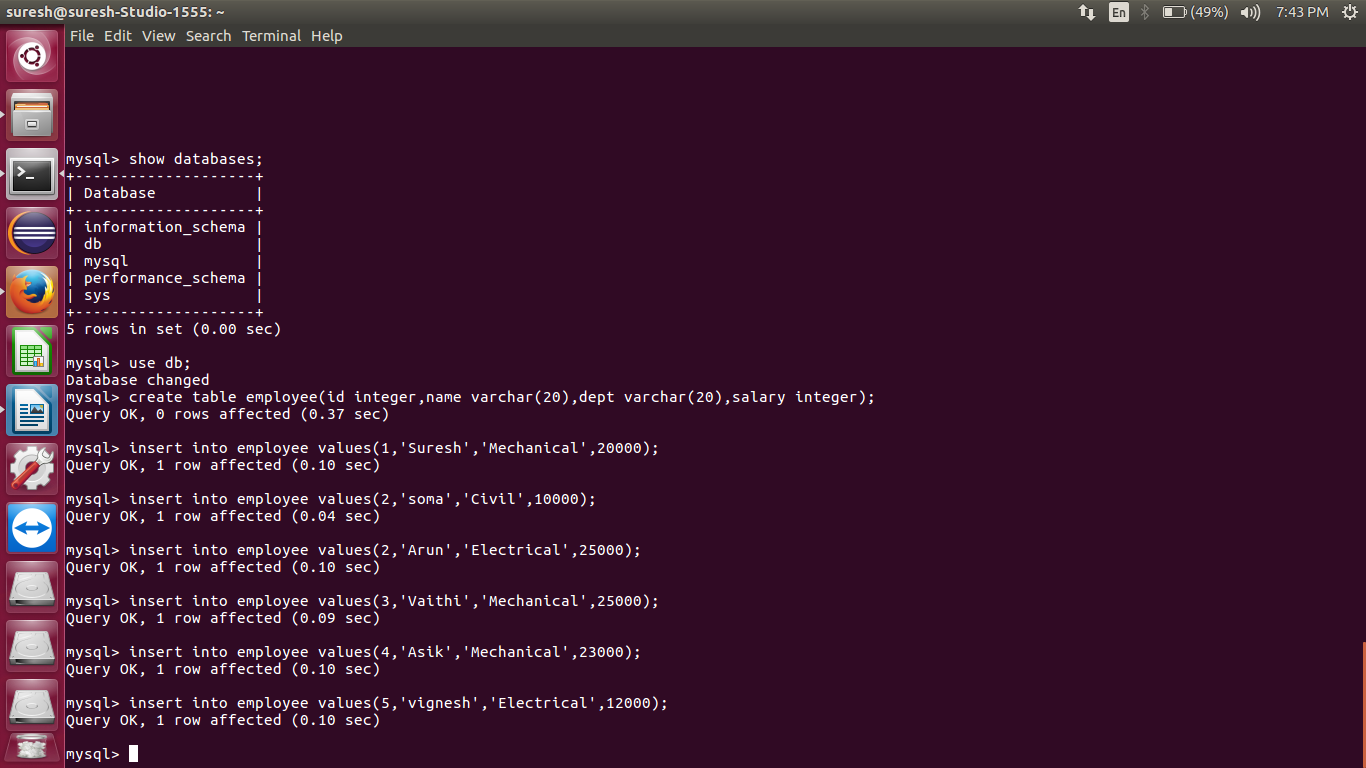 suresh@suresh-Studio-1555: ~
En
(49%)
7:43 PM
File Edit View Search Terminal Help
mysql> show databases;
+--------------------+
| Database           |
+--------------------+
| information_schema |
| db                 |
| mysql              |
| performance_schema |
| sys                |
+--------------------+
5 rows in set (0.00 sec)
mysql> use db;
Database changed
mysql> create table employee(id integer,name varchar(20),dept varchar(20),salary integer);
Query OK, 0 rows affected (0.37 sec)
mysql> insert into employee values(1,'Suresh','Mechanical',20000);
Query OK, 1 row affected (0.10 sec)
mysql> insert into employee values(2,'soma','Civil',10000);
Query OK, 1 row affected (0.04 sec)
mysql> insert into employee values(2,'Arun','Electrical',25000);
Query OK, 1 row affected (0.10 sec)
mysql> insert into employee values(3,'Vaithi','Mechanical',25000);
Query OK, 1 row affected (0.09 sec)
mysql> insert into employee values(4,'Asik','Mechanical',23000);
Query OK, 1 row affected (0.10 sec)
mysql> insert into employee values(5,'vignesh','Electrical',12000);
Query OK, 1 row affected (0.10 sec)
mysql>